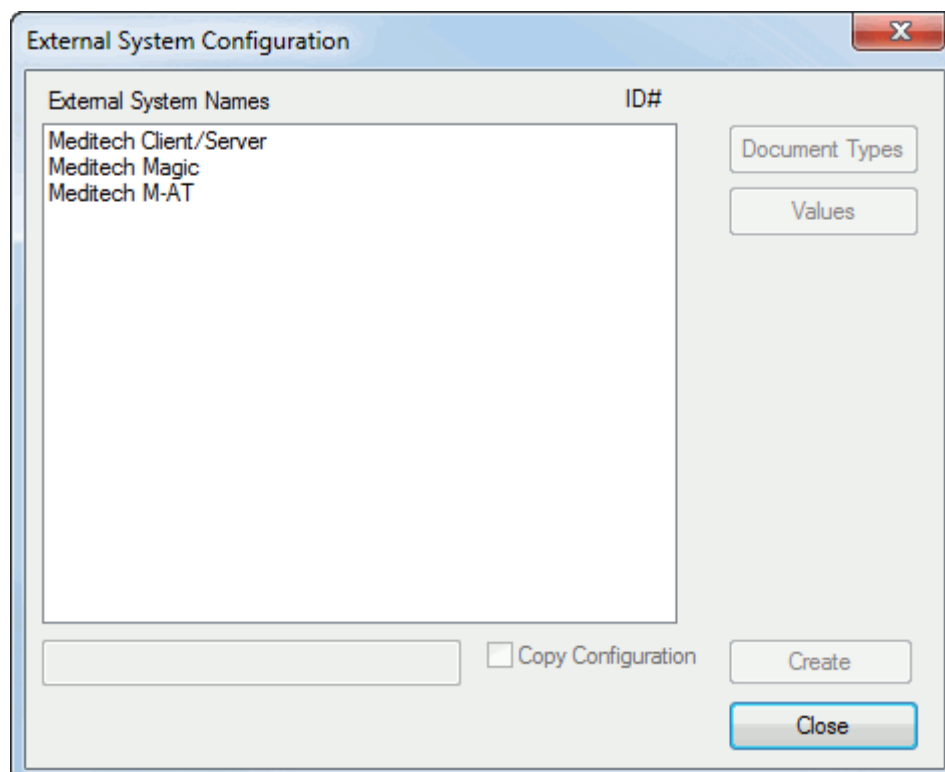 External System Configuration
External System Names ID#
Meditech Client/Server
Meditech Magic
Meditech M-AT
Document Types
Values
Copy Configuration
Create
Close